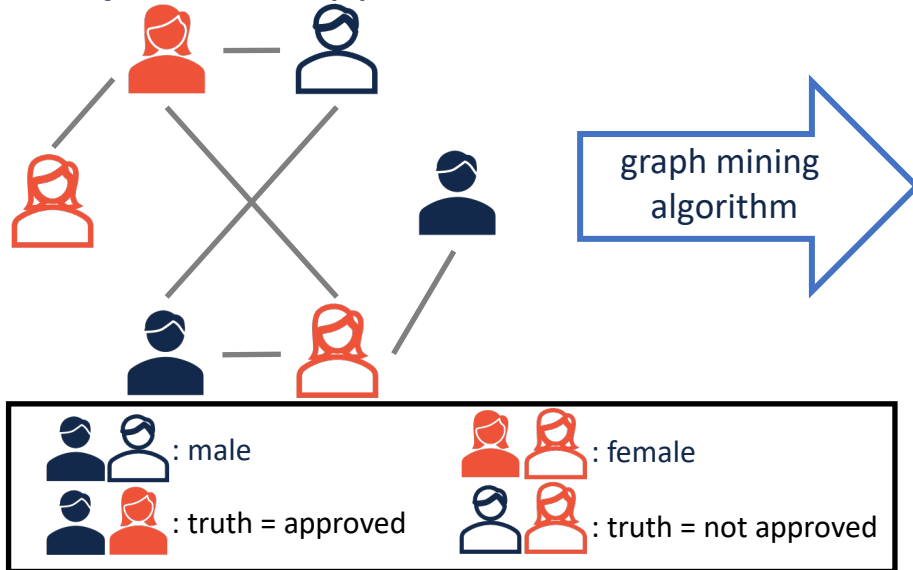 graph mining
algorithm
: male
: female
: truth = approved
: truth = not approved